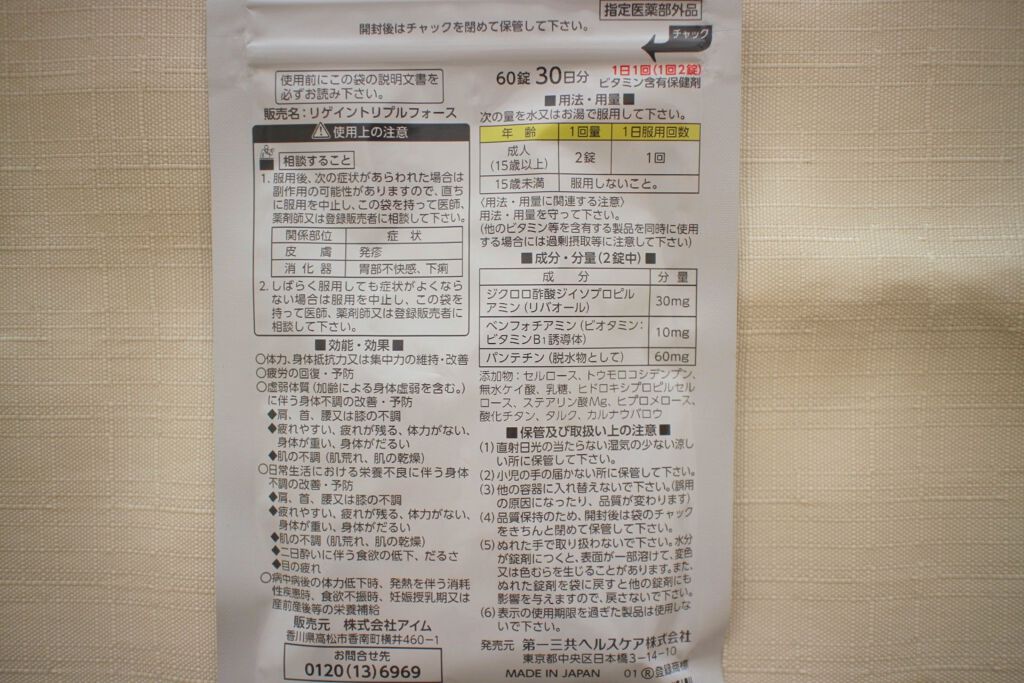 指定医薬部外品
開封後はチャックを閉めて保管して下さい。
チャック
使用前にこの袋の説明文書を
必ずお読み下さい。
販売名：リゲイントリプルフォース
使用上の注意
相談すること
1. 服用後、次の症状があらわれた場合は
副作用の可能性がありますので、直ち
に服用を中止し、この袋を持って医師、
薬剤師又は登録販売者に相談して下さい。
関係部位 症状
皮膚 発疹
消化器 胃部不快感、下痢
2. しばらく服用しても症状がよくなら
ない場合は服用を中止し、この袋を
持って医師、薬剤師又は登録販売者に
相談して下さい。
■効能・効果■
○体力、身体抵抗力又は集中力の維持・改善
○疲労の回復・予防
○虚弱体質(加齢による身体虚弱を含む。)
に伴う身体不調の改善・予防
◆肩、首、腰又は膝の不調
◆疲れやすい、疲れが残る、体力がない、
身体が重い、身体がだるい
◆肌の不調(肌荒れ、肌の乾燥)
○日常生活における栄養不良に伴う身体
不調の改善・予防
◆肩、首、腰又は膝の不調
◆疲れやすい、疲れが残る、体力がない、
身体が重い、身体がだるい
◆肌の不調(肌荒れ、肌の乾燥)
◆二日酔いに伴う食欲の低下、だるさ
◆目の疲れ
○病中病後の体力低下時、発熱を伴う消耗
性疾患時、食欲不振時、妊娠授乳期又は
産前産後等の栄養補給
販売元 株式会社アイム
香川県高松市香南町横井460−1
お問合せ先
0120(13)6969
60錠 30日分
1日1回(1回2錠)
ビタミン含有保健剤
■用法・用量■
次の量を水又はお湯で服用して下さい。
年齢 1回量 1日服用回数
成人
(15歳以上) 2錠 1回
15歳未満 服用しないこと。
〈用法・用量に関連する注意〉
用法・用量を守って下さい。
(他のビタミン等を含有する製品を同時に使用
する場合には過剰摂取等に注意して下さい)
■成分・分量(2錠中)■
成分 分量
ジクロロ酢酸ジイソプロピル
アミン(リバオール) 30mg
ベンフォチアミン(ビオタミン：
ビタミンB1誘導体) 10mg
パンテチン(脱水物として) 60mg
添加物：セルロース、トウモロコシデンプン、
無水ケイ酸、乳糖、ヒドロキシプロピルセル
ロース、ステアリン酸Mg、ヒプロメロース、
酸化チタン、タルク、カルナウバロウ
■保管及び取扱い上の注意■
(1)直射日光の当たらない湿気の少ない涼し
い所に保管して下さい。
(2)小児の手の届かない所に保管して下さい。
(3)他の容器に入れ替えないで下さい。(誤用
の原因になったり、品質が変わります)
(4)品質保持のため、開封後は袋のチャック
をきちんと閉めて保管して下さい。
(5)ぬれた手で取り扱わないで下さい。水分
が錠剤につくと、表面が一部溶けて、変色
又は色むらを生じることがあります。また、
ぬれた錠剤を袋に戻すと他の錠剤にも
影響を与えますので、戻さないで下さい。
(6)表示の使用期限を過ぎた製品は使用しな
いで下さい。
発売元 第一三共ヘルスケア株式会社
東京都中央区日本橋3−14−10
MADE IN JAPAN 01 ®登録商標